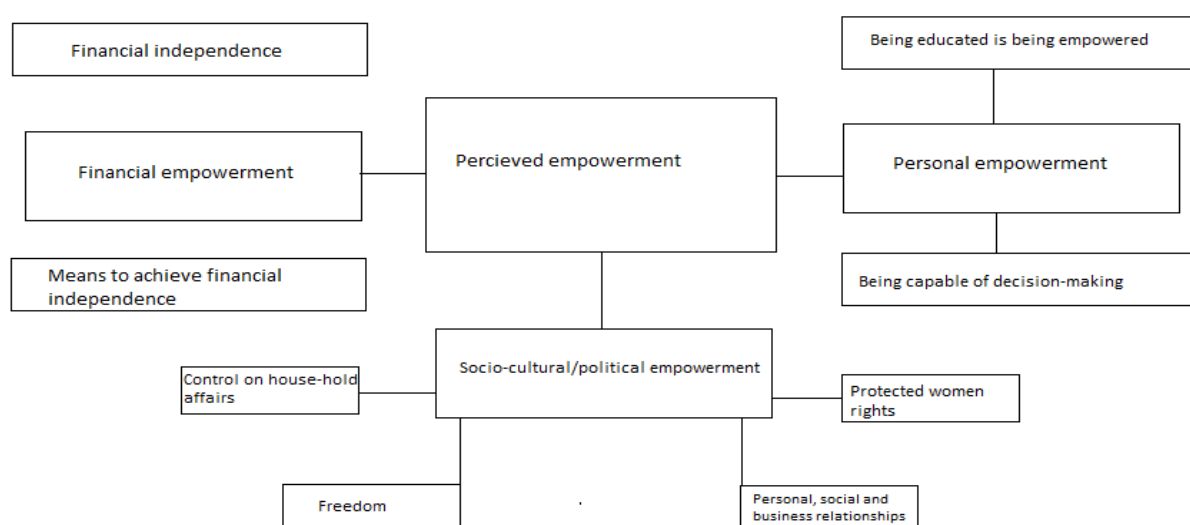 Financial independence
Being educated is being empowered
Financial empowerment
Percieved empowerment
Personal empowerment
Means to achieve financial
independence
Being capable of decision-making
Socio-cultural/political empowerment
Control on house-hold
affairs
Protected women
rights
Freedom
.
Personal, social and
business relationships